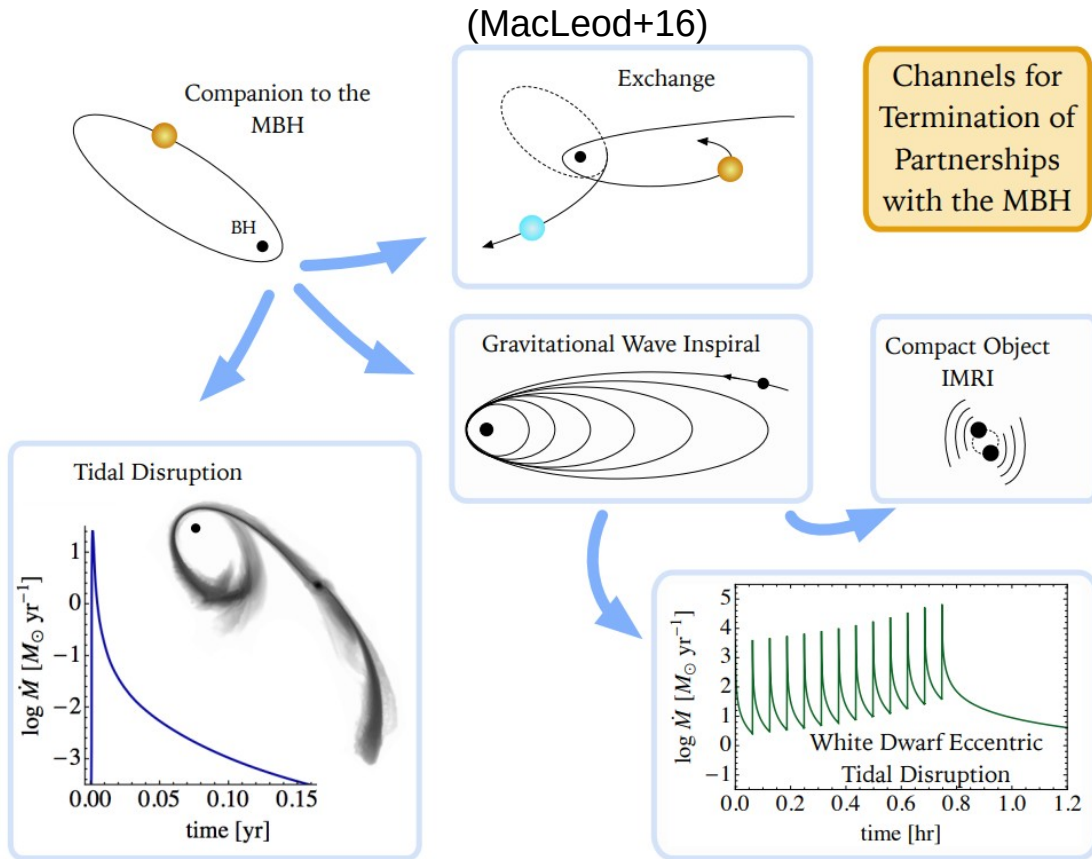 (MacLeod+16)
Companion to the
MBH
BH
Exchange
Channels for
Termination of
Partnerships
with the MBH
Gravitational Wave Inspiral
Compact Object
IMRI
Tidal Disruption
log Ṁ [M⊙ yr⁻¹]
1
0
−1
−2
−3
0.00 0.05 0.10 0.15
time [yr]
log Ṁ [M⊙ yr⁻¹]
5
4
3
2
1
0
−1
White Dwarf Eccentric
Tidal Disruption
0.0 0.2 0.4 0.6 0.8 1.0 1.2
time [hr]